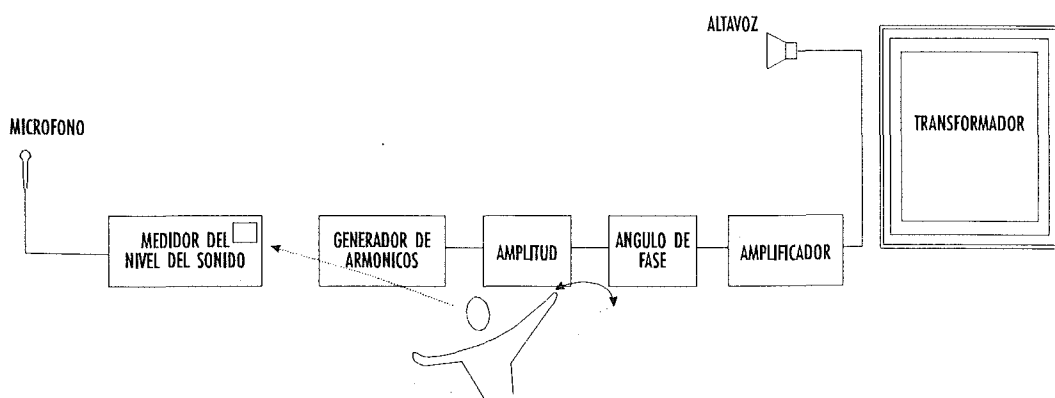 ALTAVOZ
TRANSFORMADOR
MICROFONO
MEDIDOR DEL
NIVEL DEL SONIDO
GENERADOR DE
ARMONICOS
AMPLITUD
ANGULO DE
FASE
AMPLIFICADOR